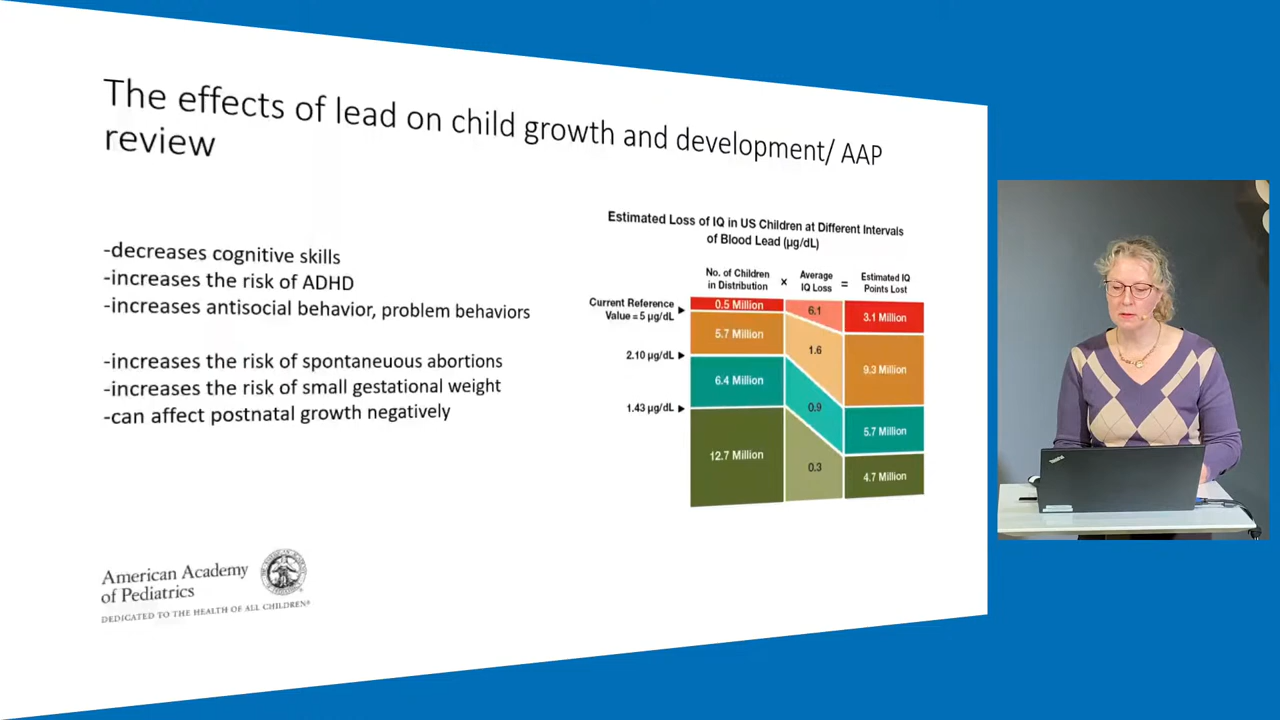 The effects of lead on child growth and development/ AAP
review
-decreases cognitive skills
-increases the risk of ADHD
-increases antisocial behavior, problem behaviors
-increases the risk of spontaneuous abortions
-increases the risk of small gestational weight
-can affect postnatal growth negatively
American Academy
of Pediatrics
DEDICATED TO THE HEALTH OF ALL CHILDREN®
Estimated Loss of IQ in US Children at Different Intervals
of Blood Lead (µg/dL)
No. of Children
in Distribution
×
Average
IQ Loss
=
Estimated IQ
Points Lost
Current Reference
Value = 5 µg/dL
0.5 Million
6.1
3.1 Million
5.7 Million
1.6
9.3 Million
2.10 µg/dL
6.4 Million
0.9
5.7 Million
1.43 µg/dL
12.7 Million
0.3
4.7 Million
ThinkPad